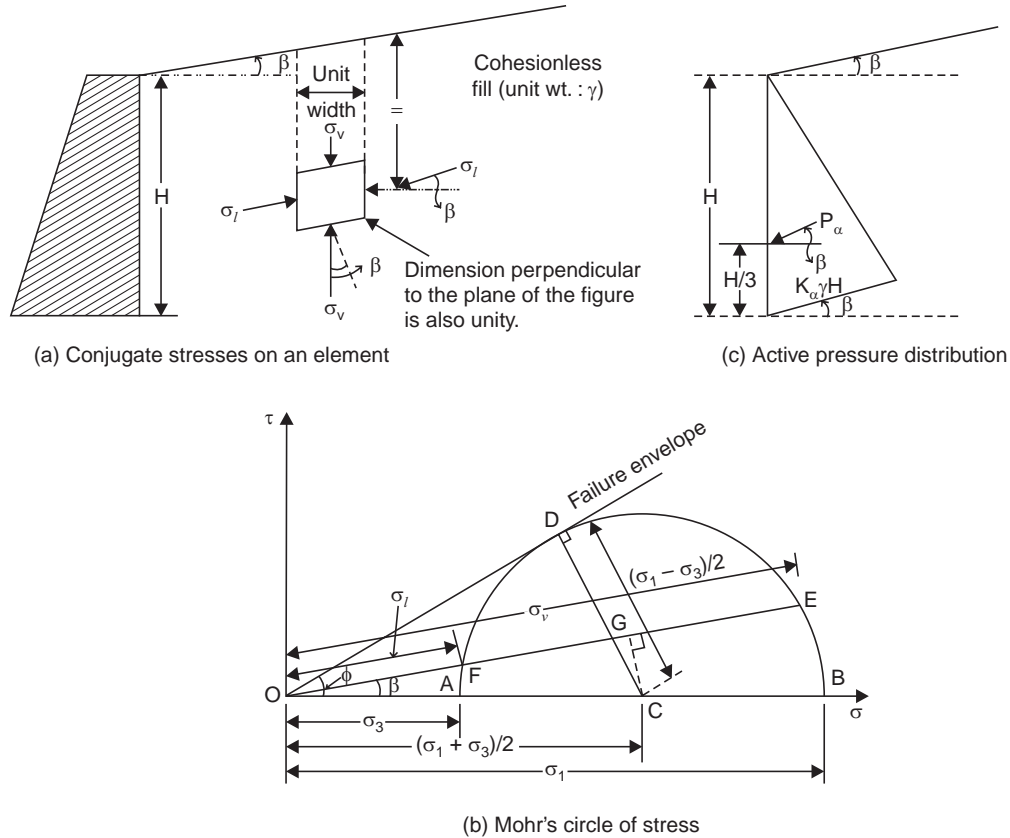 β
Unit
width
σv
Cohesionless
fill (unit wt. : γ)
=
H
σl
σl
β
β
σv
Dimension perpendicular
to the plane of the figure
is also unity.
(a) Conjugate stresses on an element
β
H
Pα
H/3
β
KαγH
β
(c) Active pressure distribution
τ
Failure envelope
D
(σ1 – σ3)/2
σl
σv
G
E
O
ϕ
β
A
F
C
B
σ
σ3
(σ1 + σ3)/2
σ1
(b) Mohr's circle of stress